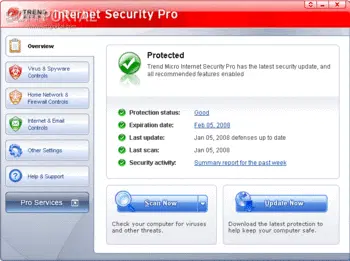 TREND
MICRO
Internet Security Pro
PORTAL
Overview
Virus & Spyware
Controls
Home Network &
Firewall Controls
Internet & Email
Controls
Other Settings
Help & Support
Pro Services
Protected
Trend Micro Internet Security Pro has the latest security update, and
all recommended features enabled
Protection status: Good
Expiration date: Feb 05, 2008
Last update: Jan 05, 2008 defenses up to date
Last scan: Jan 05, 2008
Security activity: Summary report for the past week
Scan Now
Check your computer for viruses
and other threats.
Update Now
Download the latest protection to
help keep your computer safe.